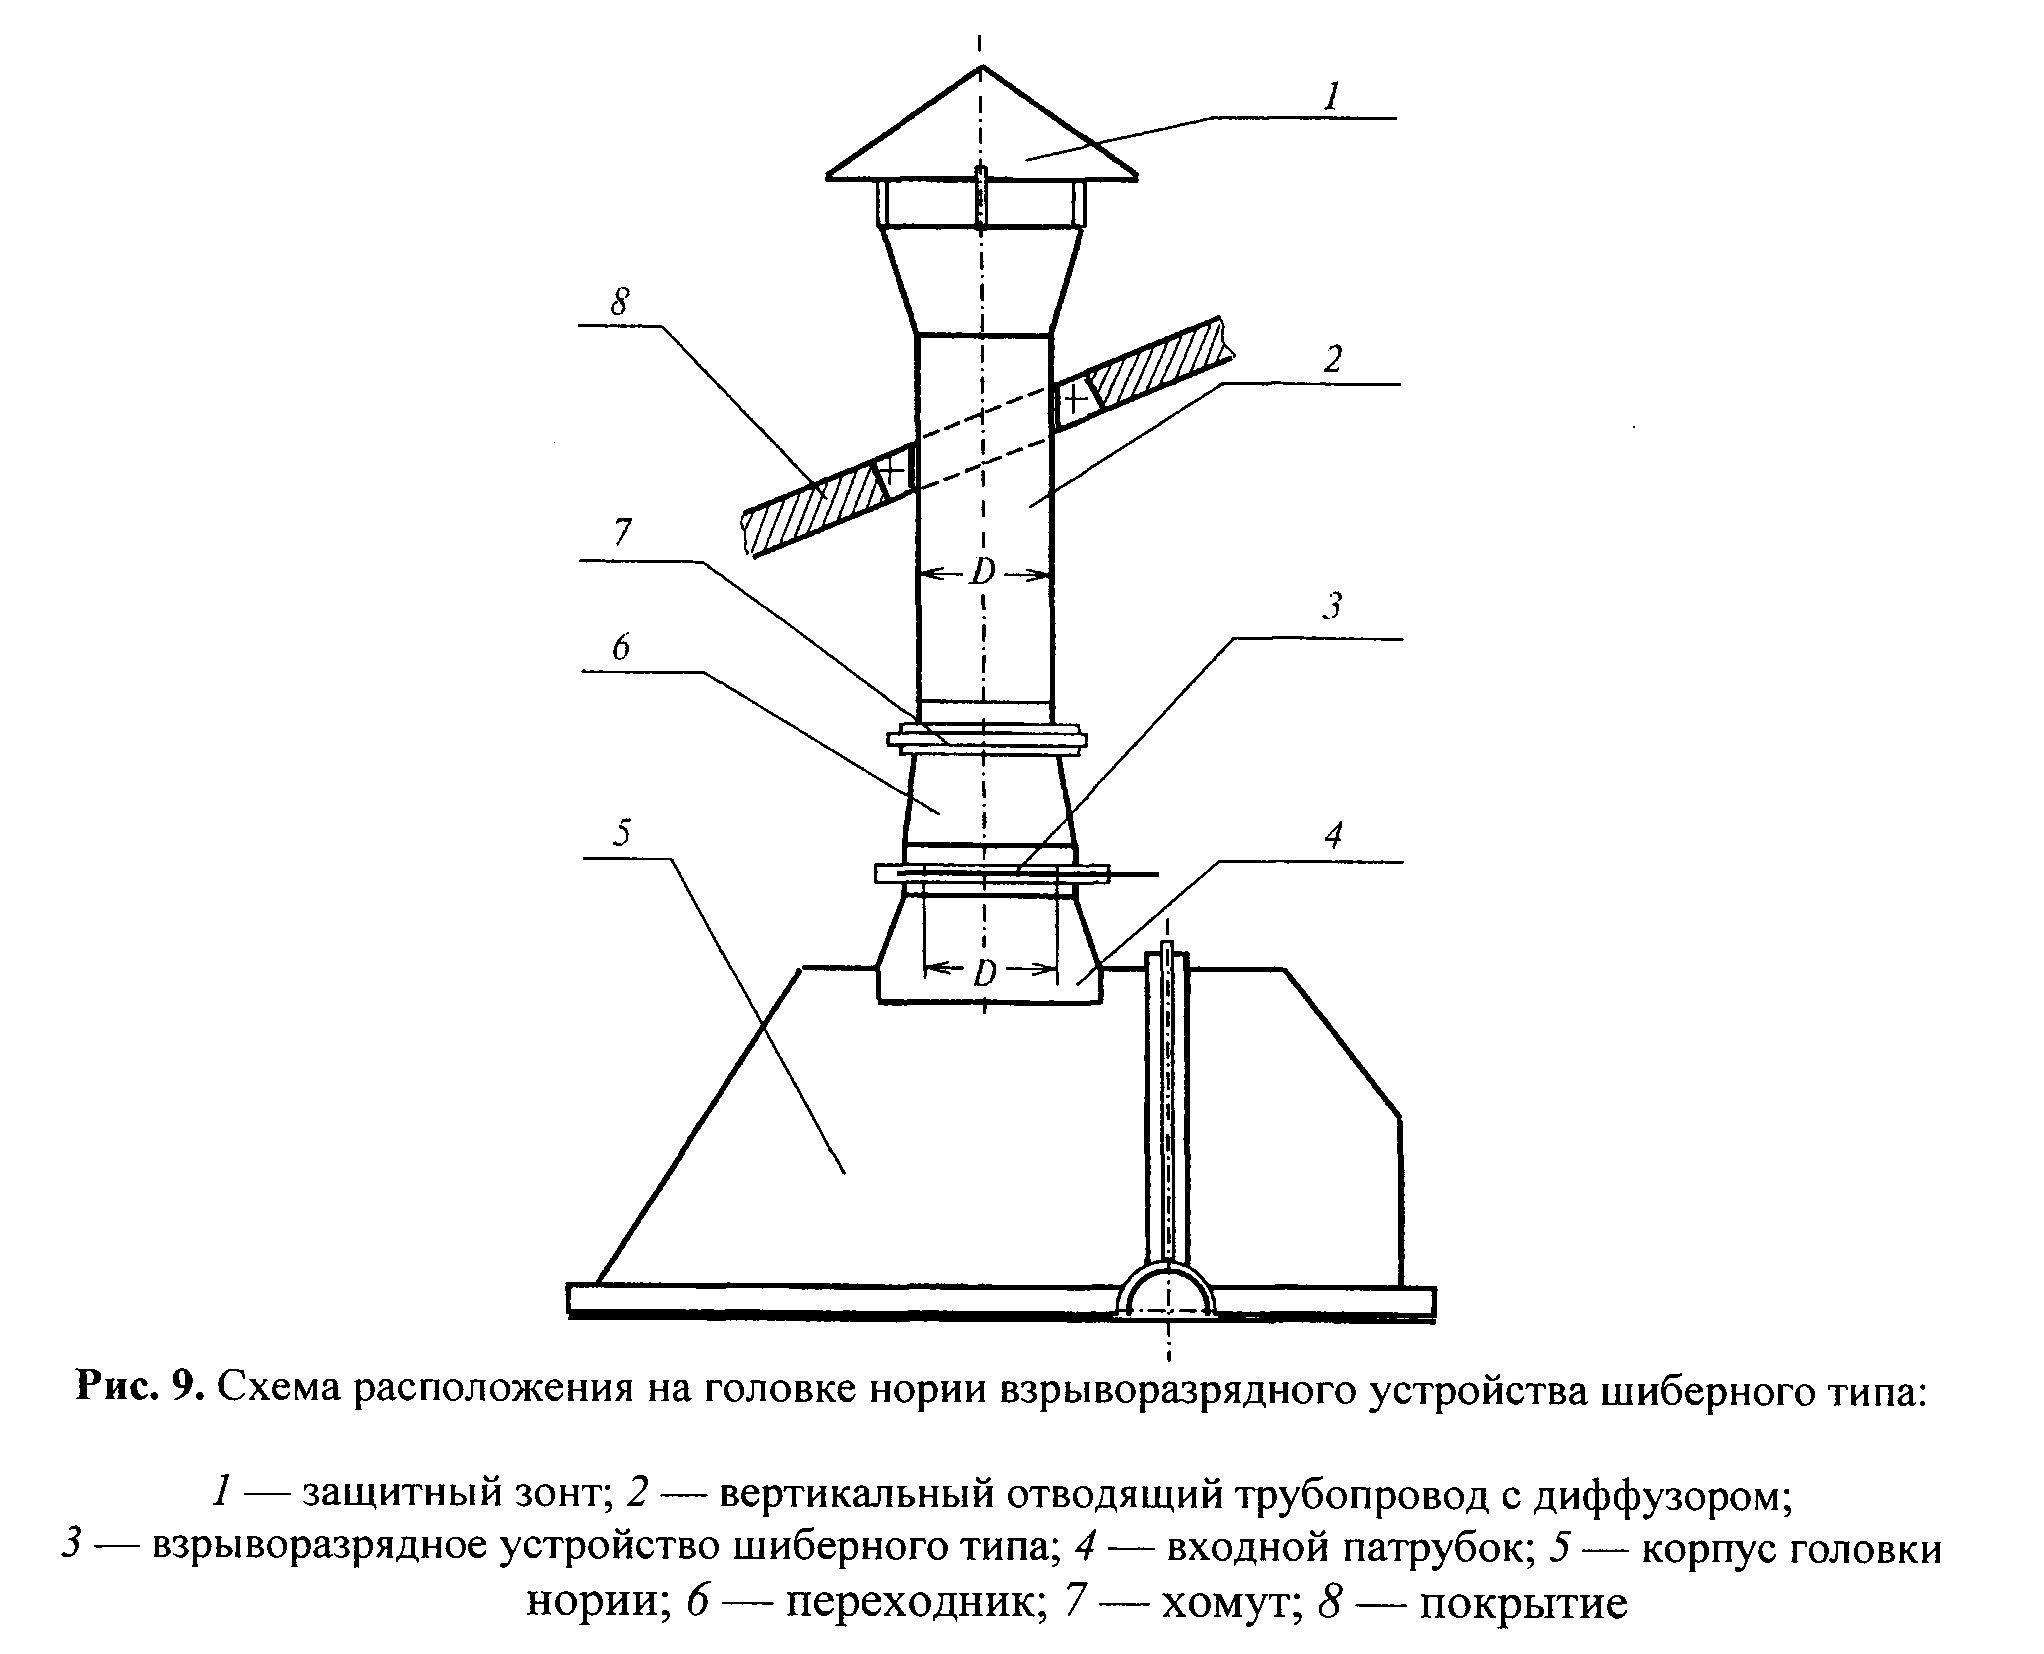 1
8
2
7
D
3
6
5
4
D
Рис. 9. Схема расположения на головке нории взрыворазрядного устройства шиберного типа:
1 — защитный зонт; 2 — вертикальный отводящий трубопровод с диффузором;
3 — взрыворазрядное устройство шиберного типа; 4 — входной патрубок; 5 — корпус головки
нории; 6 — переходник; 7 — хомут; 8 — покрытие